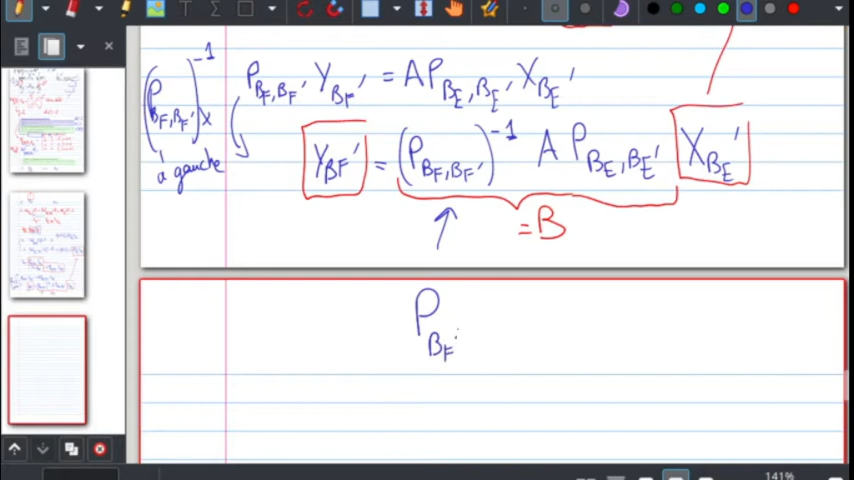 (P_{B_F,B_F'})^{-1} x P_{B_F,B_F'} Y_{B_F'} = A P_{B_E,B_E'} X_{B_E'}
à gauche
Y_{B_F'} = (P_{B_F,B_F'})^{-1} A P_{B_E,B_E'} X_{B_E'}
= B
P_{B_F'}
141%